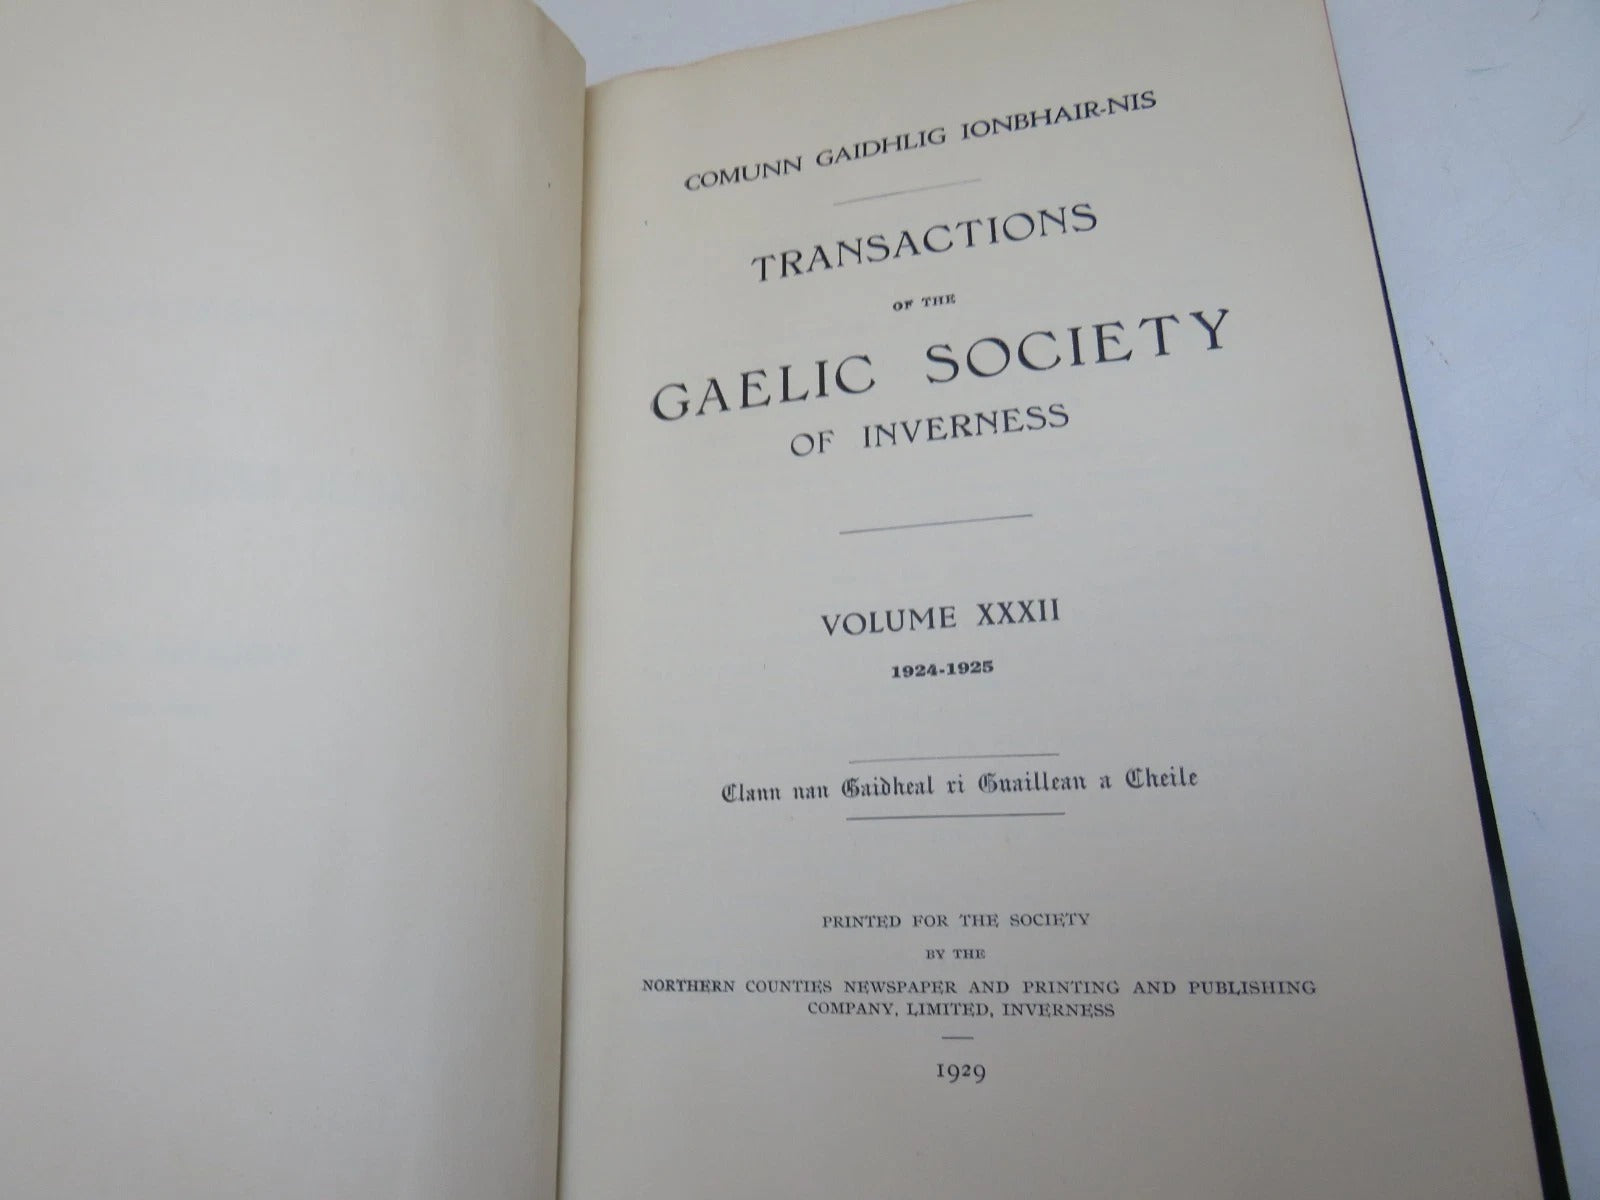 COMUNN GAIDHLIG IONBHAIR-NIS
TRANSACTIONS
OF THE
GAELIC SOCIETY
OF INVERNESS
VOLUME XXXII
1924-1925
Clann nan Gaidheal ri Guaillean a Cheile
PRINTED FOR THE SOCIETY
BY THE
NORTHERN COUNTIES NEWSPAPER AND PRINTING AND PUBLISHING
COMPANY, LIMITED, INVERNESS
1929